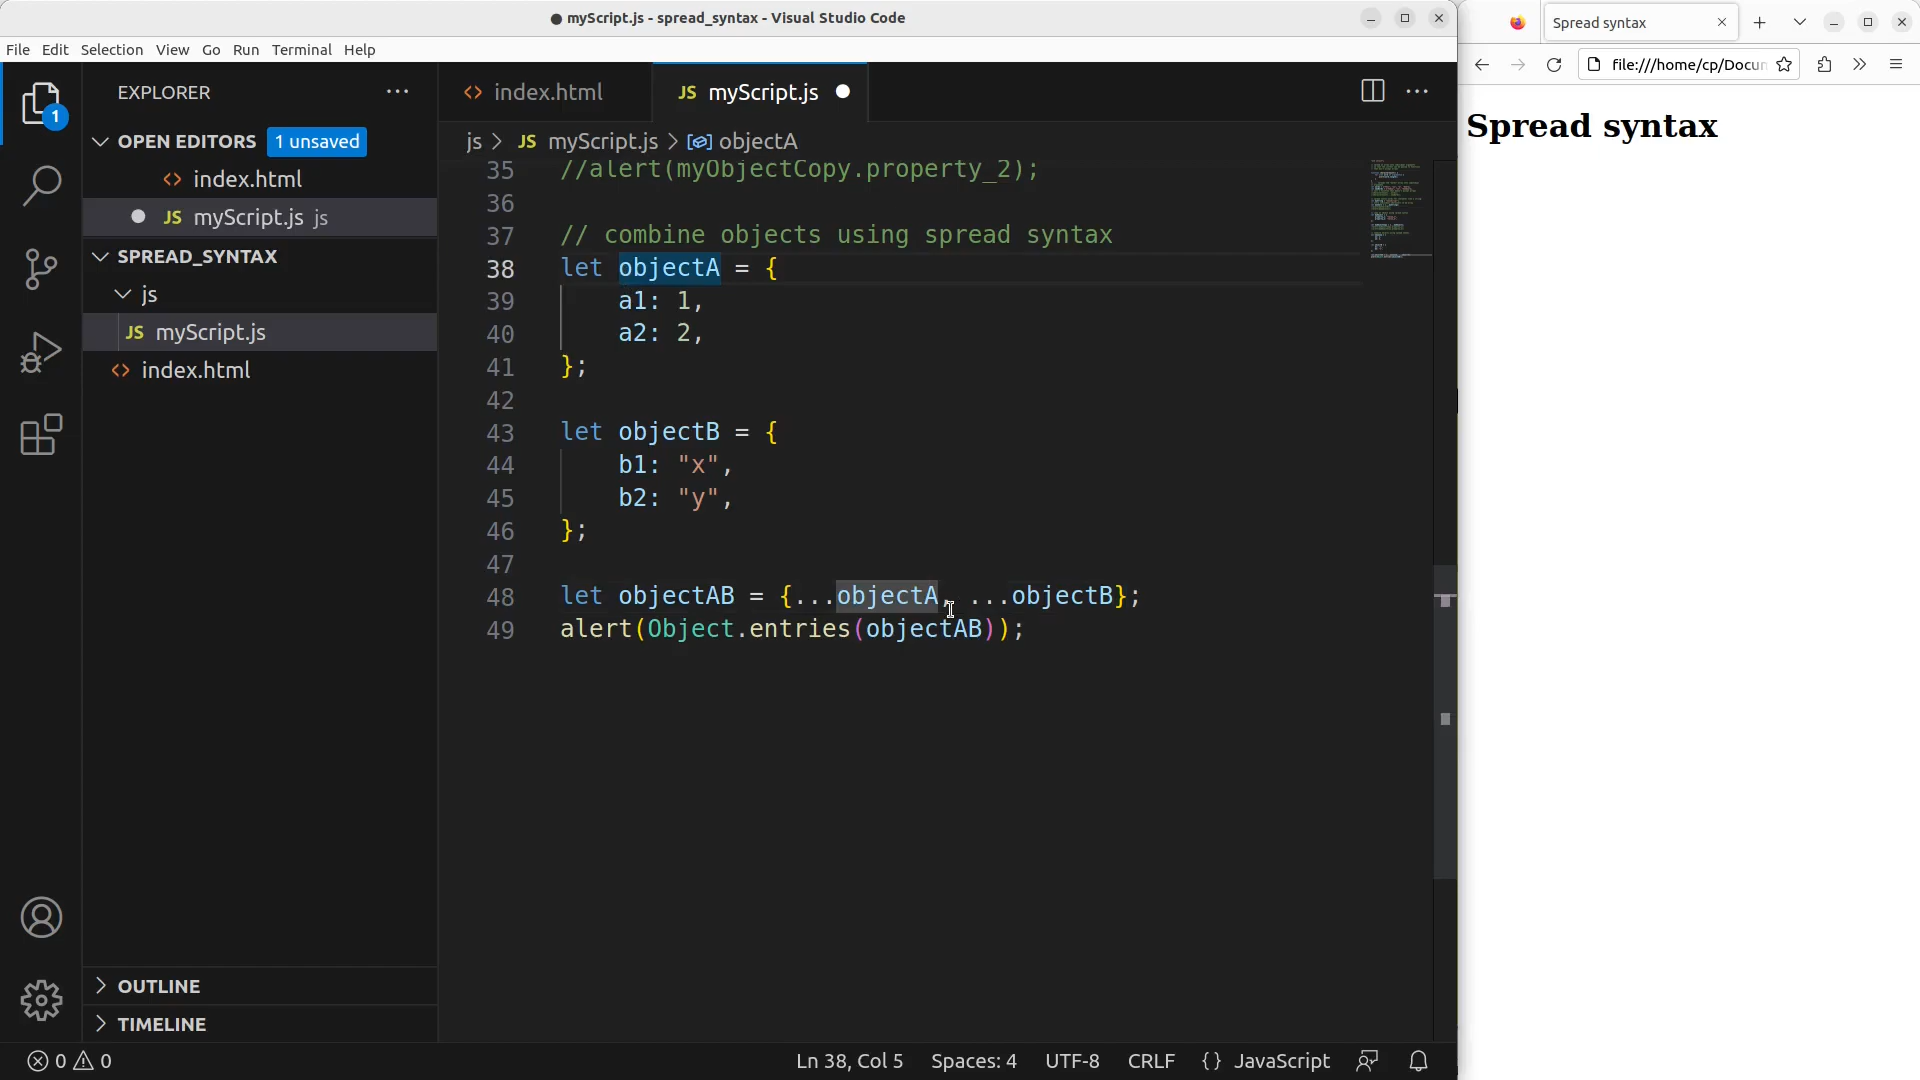 myScript.js - spread_syntax - Visual Studio Code
File Edit Selection View Go Run Terminal Help
EXPLORER
OPEN EDITORS 1 unsaved
index.html
JS myScript.js js
SPREAD_SYNTAX
js
JS myScript.js
index.html
OUTLINE
TIMELINE
1
index.html
JS myScript.js
js > JS myScript.js > objectA
35 //alert(myObjectCopy.property_2);
36
37 // combine objects using spread syntax
38 let objectA = {
39 a1: 1,
40 a2: 2,
41 };
42
43 let objectB = {
44 b1: "x",
45 b2: "y",
46 };
47
48 let objectAB = {...objectA, ...objectB};
49 alert(Object.entries(objectAB));
0 0
Ln 38, Col 5 Spaces: 4 UTF-8 CRLF {} JavaScript
Spread syntax
file:///home/cp/Docun
Spread syntax